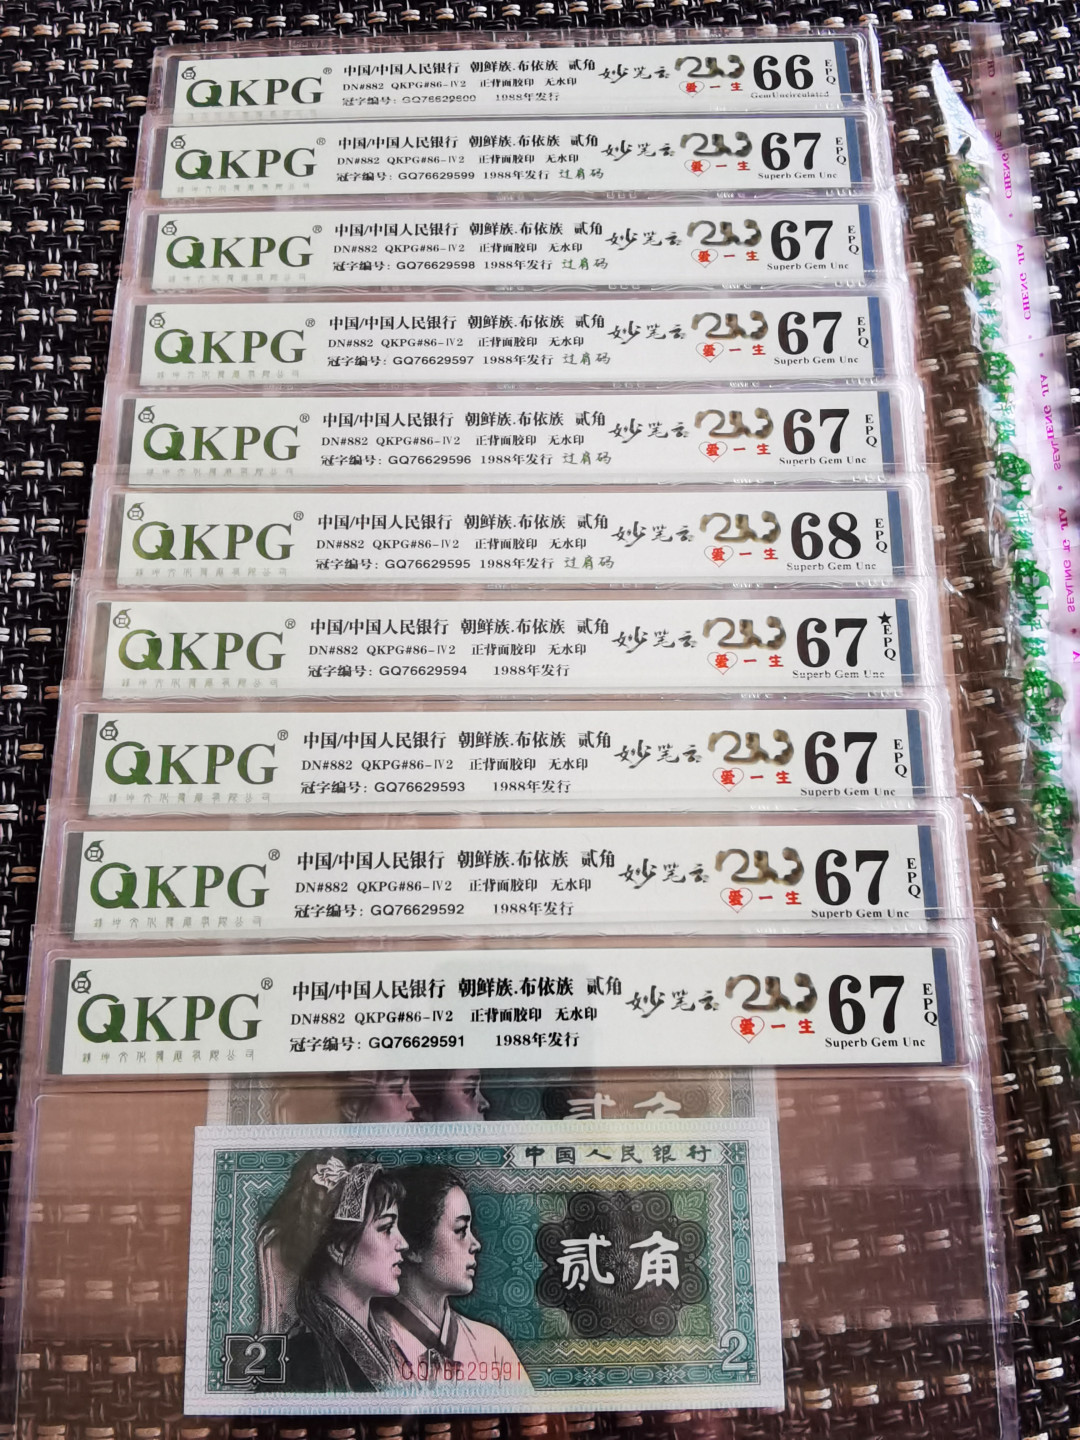 QKPG®
中国/中国人民银行 朝鲜族.布依族 贰角
DN#882 QKPG#86-IV2 正背面胶印 无水印
冠字编号: GQ76629600 1988年发行
妙笔云
爱一生
66 EPQ
GemUncirculated
QKPG®
中国/中国人民银行 朝鲜族.布依族 贰角
DN#882 QKPG#86-IV2 正背面胶印 无水印
冠字编号: GQ76629599 1988年发行 过肩码
妙笔云
爱一生
67 EPQ
Superb Gem Unc
QKPG®
中国/中国人民银行 朝鲜族.布依族 贰角
DN#882 QKPG#86-IV2 正背面胶印 无水印
冠字编号: GQ76629598 1988年发行 过肩码
妙笔云
爱一生
67 EPQ
Superb Gem Unc
QKPG®
中国/中国人民银行 朝鲜族.布依族 贰角
DN#882 QKPG#86-IV2 正背面胶印 无水印
冠字编号: GQ76629597 1988年发行 过肩码
妙笔云
爱一生
67 EPQ
Superb Gem Unc
QKPG®
中国/中国人民银行 朝鲜族.布依族 贰角
DN#882 QKPG#86-IV2 正背面胶印 无水印
冠字编号: GQ76629596 1988年发行 过肩码
妙笔云
爱一生
67 EPQ
Superb Gem Unc
QKPG®
中国/中国人民银行 朝鲜族.布依族 贰角
DN#882 QKPG#86-IV2 正背面胶印 无水印
冠字编号: GQ76629595 1988年发行 过肩码
妙笔云
爱一生
68 EPQ
Superb Gem Unc
QKPG®
中国/中国人民银行 朝鲜族.布依族 贰角
DN#882 QKPG#86-IV2 正背面胶印 无水印
冠字编号: GQ76629594 1988年发行
妙笔云
爱一生
67 ★EPQ
Superb Gem Unc
QKPG®
中国/中国人民银行 朝鲜族.布依族 贰角
DN#882 QKPG#86-IV2 正背面胶印 无水印
冠字编号: GQ76629593 1988年发行
妙笔云
爱一生
67 EPQ
Superb Gem Unc
QKPG®
中国/中国人民银行 朝鲜族.布依族 贰角
DN#882 QKPG#86-IV2 正背面胶印 无水印
冠字编号: GQ76629592 1988年发行
妙笔云
爱一生
67 EPQ
Superb Gem Unc
QKPG®
中国/中国人民银行 朝鲜族.布依族 贰角
DN#882 QKPG#86-IV2 正背面胶印 无水印
冠字编号: GQ76629591 1988年发行
妙笔云
爱一生
67 EPQ
Superb Gem Unc
贰角
中国人民银行
贰角
2
GQ76629591
2